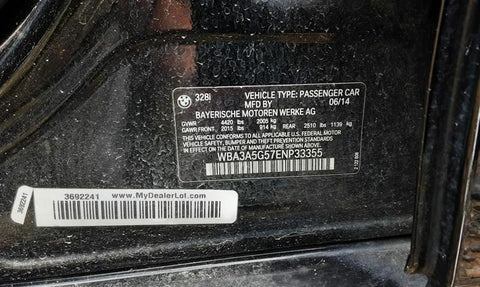 328I
VEHICLE TYPE: PASSENGER CAR
MFD BY 06/14
BAYERISCHE MOTOREN WERKE AG
GVWR 4420 lbs 2005 kg
GAWR FRONT 2015 lbs 914 kg REAR 2510 lbs 1139 kg
THIS VEHICLE CONFORMS TO ALL APPLICABLE
FEDERAL MOTOR VEHICLE SAFETY,
BUMPER, AND THEFT PREVENTION
STANDARDS IN EFFECT ON THE DATE OF
MANUFACTURE SHOWN ABOVE.
WBA3A5G57ENP33355
3692241
3692241
www.MyDealerLot.com